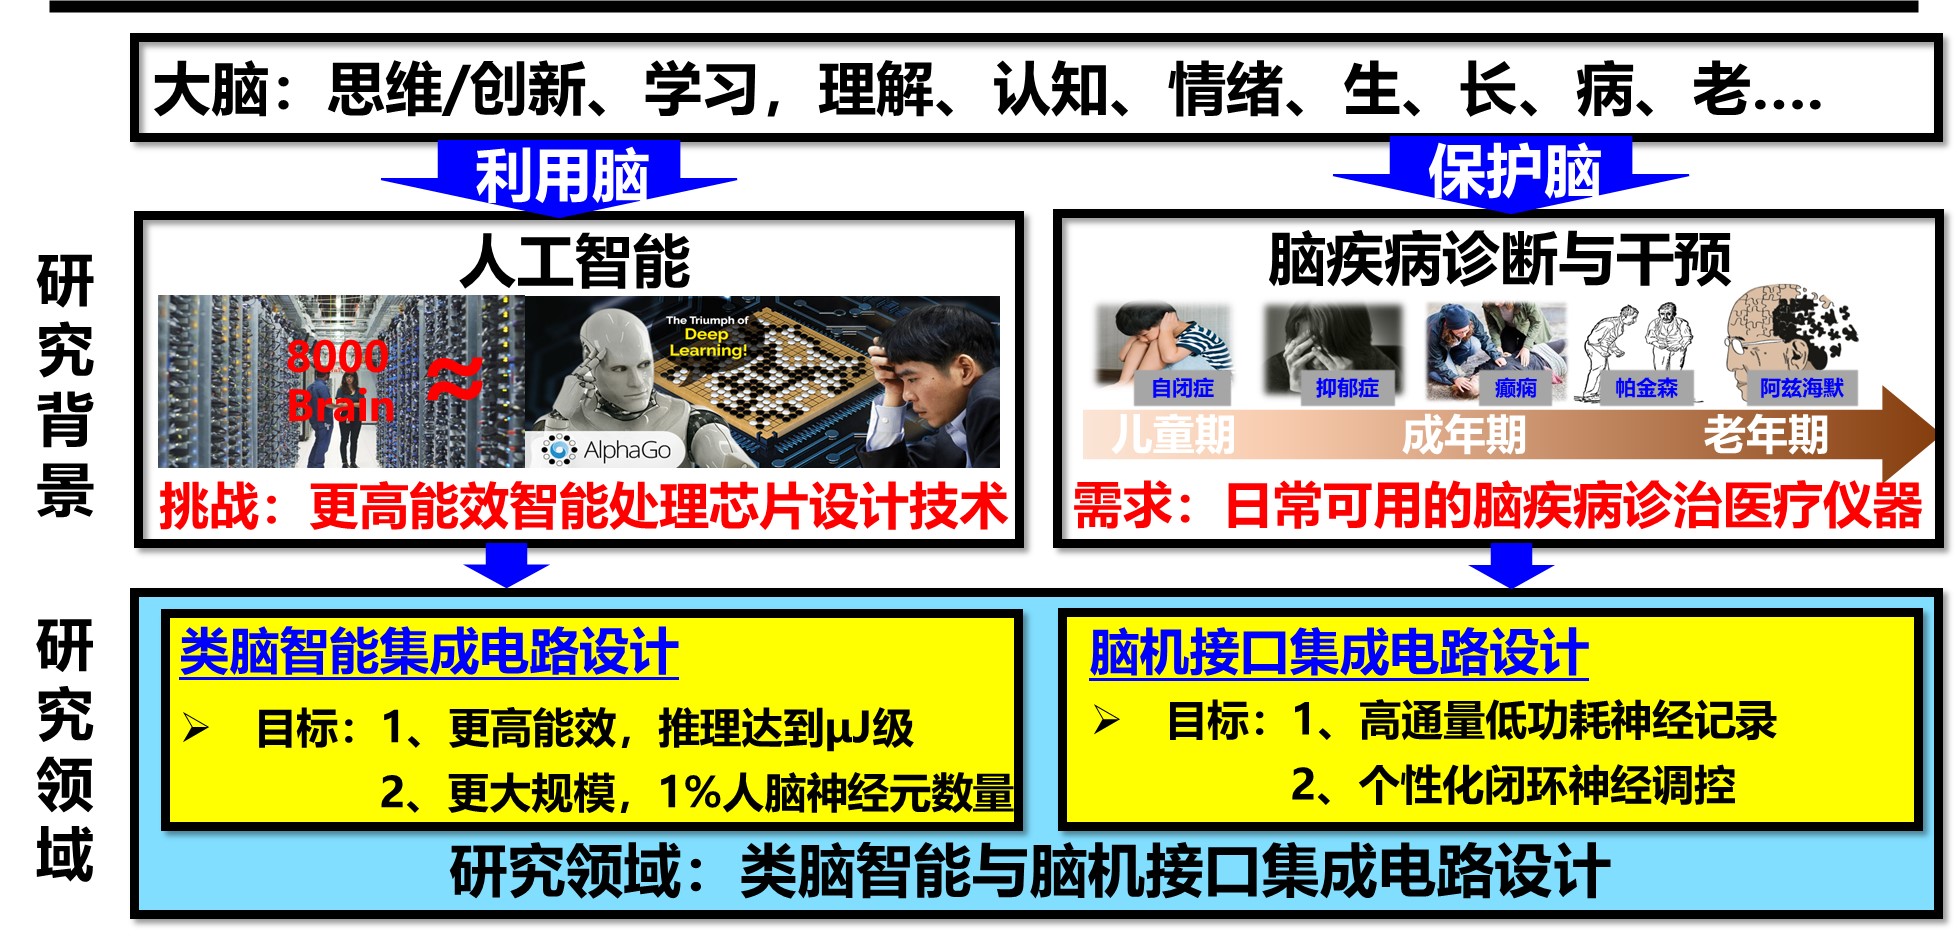 大脑：思维/创新、学习，理解、认知、情绪、生、长、病、老....
利用脑
保护脑
研究背景
人工智能
8000
Brain
≈
The Triumph of
Deep
Learning!
AlphaGo
挑战：更高能效智能处理芯片设计技术
脑疾病诊断与干预
自闭症
抑郁症
癫痫
帕金森
阿兹海默
儿童期
成年期
老年期
需求：日常可用的脑疾病诊治医疗仪器
研究领域
类脑智能集成电路设计
➢ 目标：1、更高能效，推理达到μJ级
2、更大规模，1%人脑神经元数量
脑机接口集成电路设计
➢ 目标：1、高通量低功耗神经记录
2、个性化闭环神经调控
研究领域：类脑智能与脑机接口集成电路设计